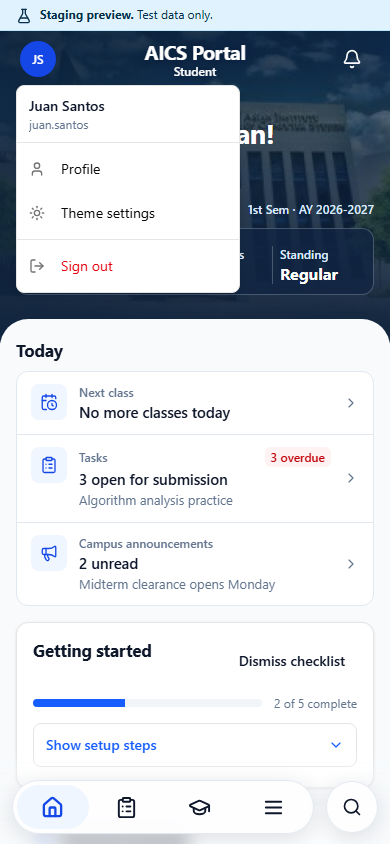 Staging preview. Test data only.
JS
AICS Portal
Student
Juan Santos
juan.santos
an!
Profile
Theme settings
1st Sem · AY 2026-2027
Sign out
s
Standing
Regular
Today
Next class
No more classes today
Tasks
3 overdue
3 open for submission
Algorithm analysis practice
Campus announcements
2 unread
Midterm clearance opens Monday
Getting started
Dismiss checklist
2 of 5 complete
Show setup steps